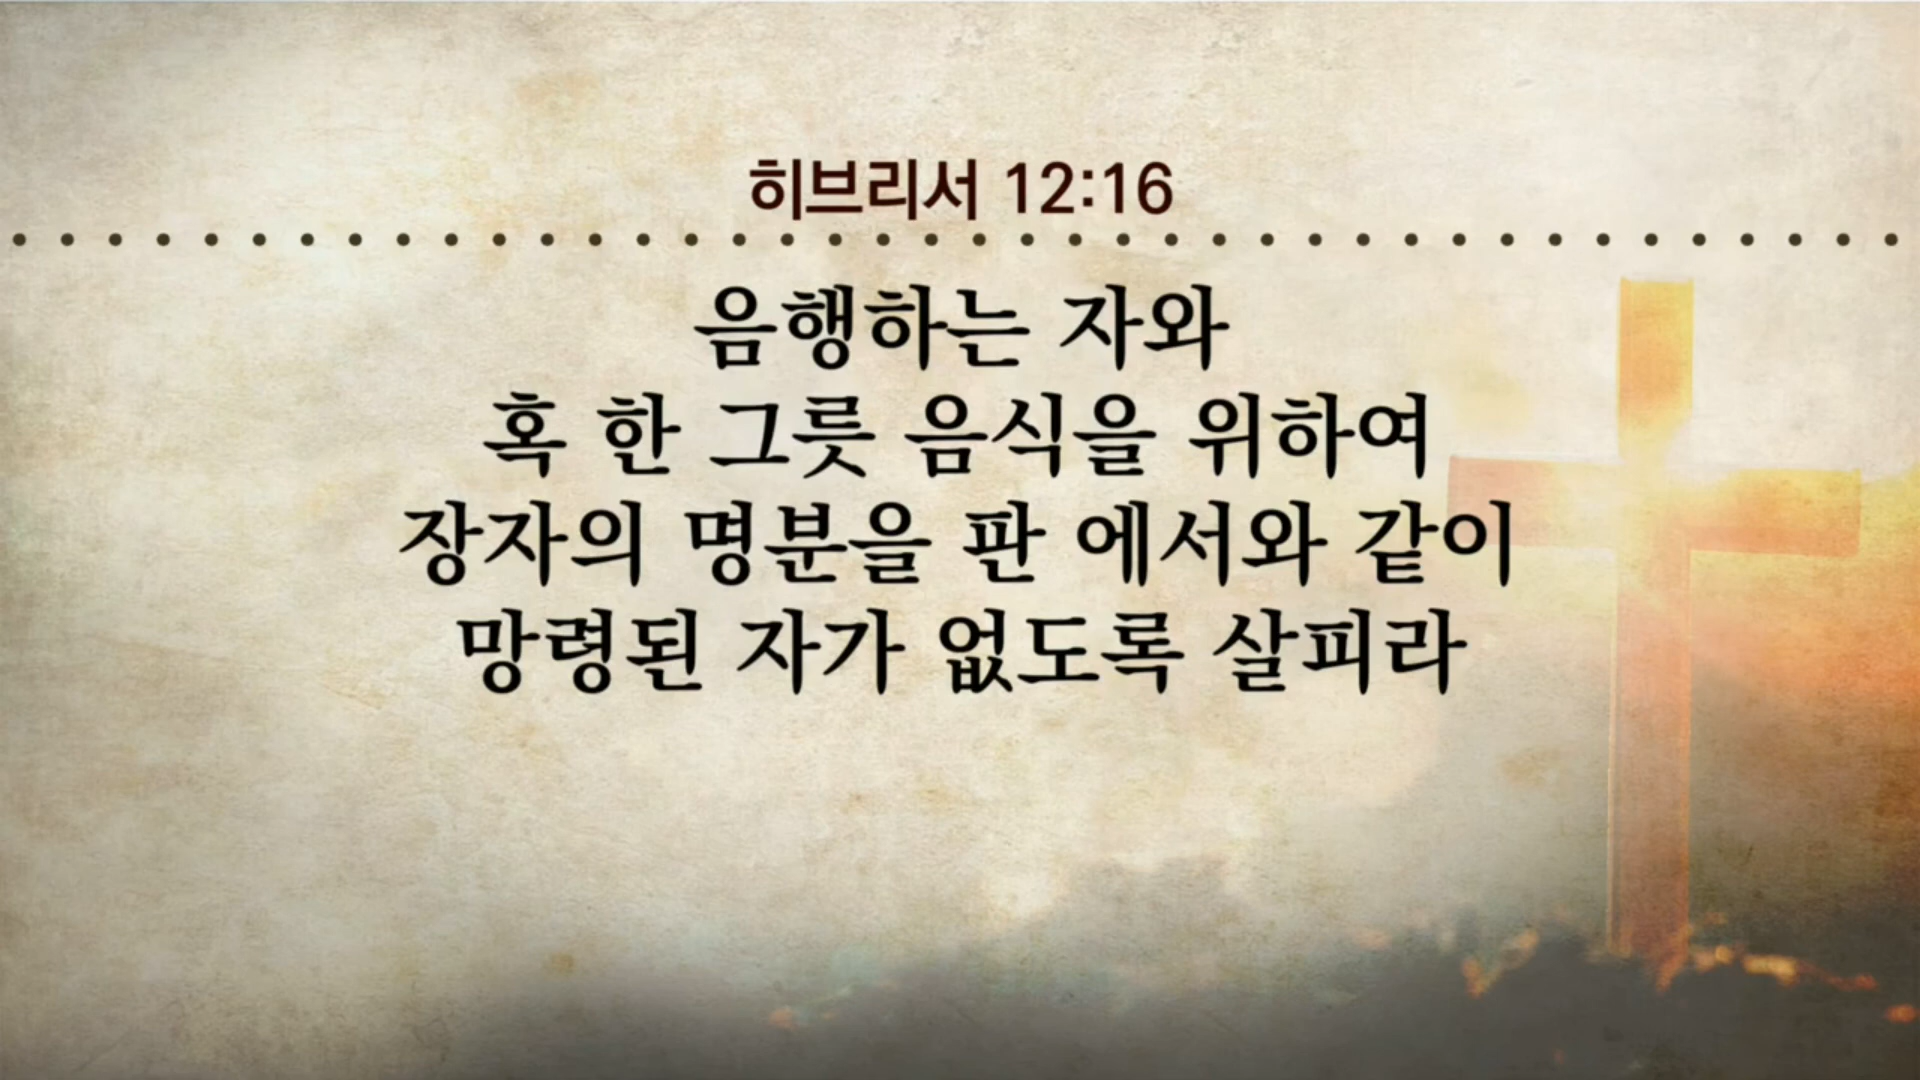 히브리서 12:16
음행하는 자와
혹 한 그릇 음식을 위하여
장자의 명분을 판 에서와 같이
망령된 자가 없도록 살피라